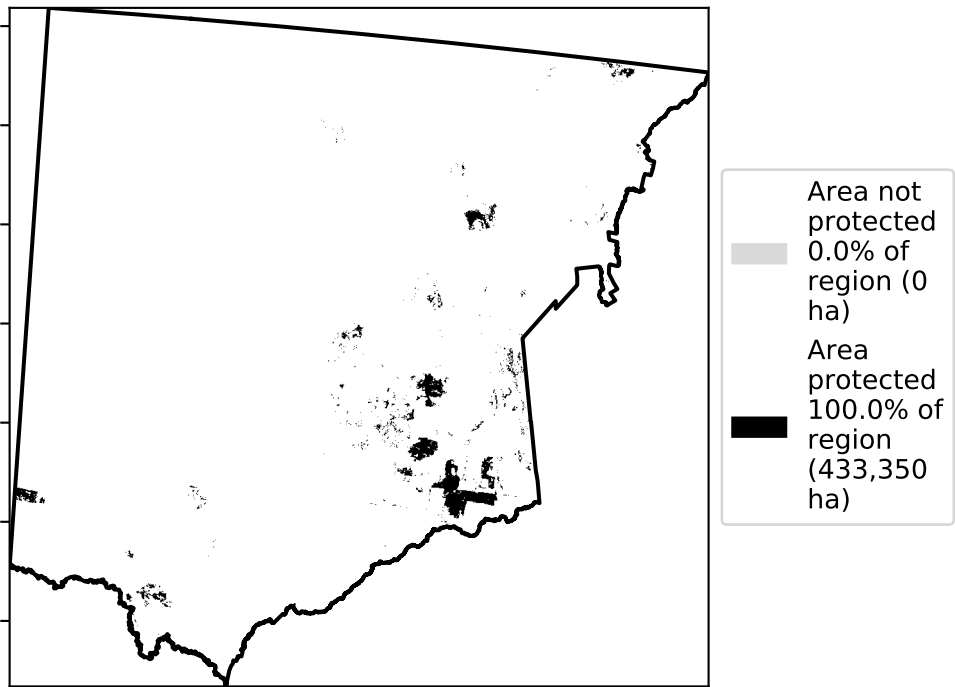 Area not
protected
0.0% of
region (0
ha)
Area
protected
100.0% of
region
(433,350
ha)